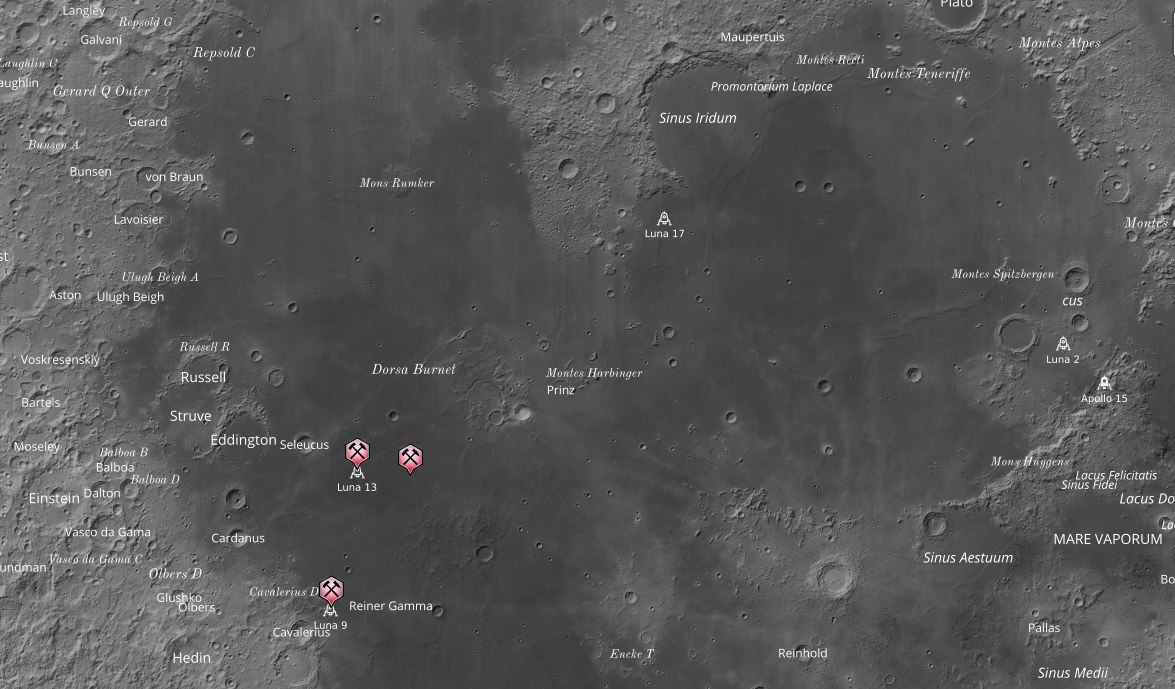 Langley
Plato
Repsold G
Galvani
Maupertuis
Montes Alpes
Repsold C
Laughlin C
Montes Recti
Montes Teneriffe
aughlin
Gerard Q Outer
Promontorium Laplace
Gerard
Sinus Iridum
Bunsen A
Bunsen
von Braun
Mons Rumker
Lavoisier
Luna 17
Montes
st
Ulugh Beigh A
Montes Spitzbergen
Aston
Ulugh Beigh
cus
Russell R
Voskresenskiy
Luna 2
Russell
Dorsa Burnet
Montes Harbinger
Prinz
Apollo 15
Bartels
Struve
Eddington
Seleucus
Moseley
Balboa B
Balboa
Mons Huygens
Balboa D
Lacus Felicitatis
Luna 13
Sinus Fidei
Einstein
Dalton
Lacus Do
Vasco da Gama
Cardanus
La
MARE VAPORUM
Vasco da Gama C
Sinus Aestuum
undman
Olbers D
Bo
Cavalerius D
Glushko
Olbers
Reiner Gamma
Luna 9
Cavalerius
Pallas
Hedin
Encke T
Reinhold
Sinus Medii